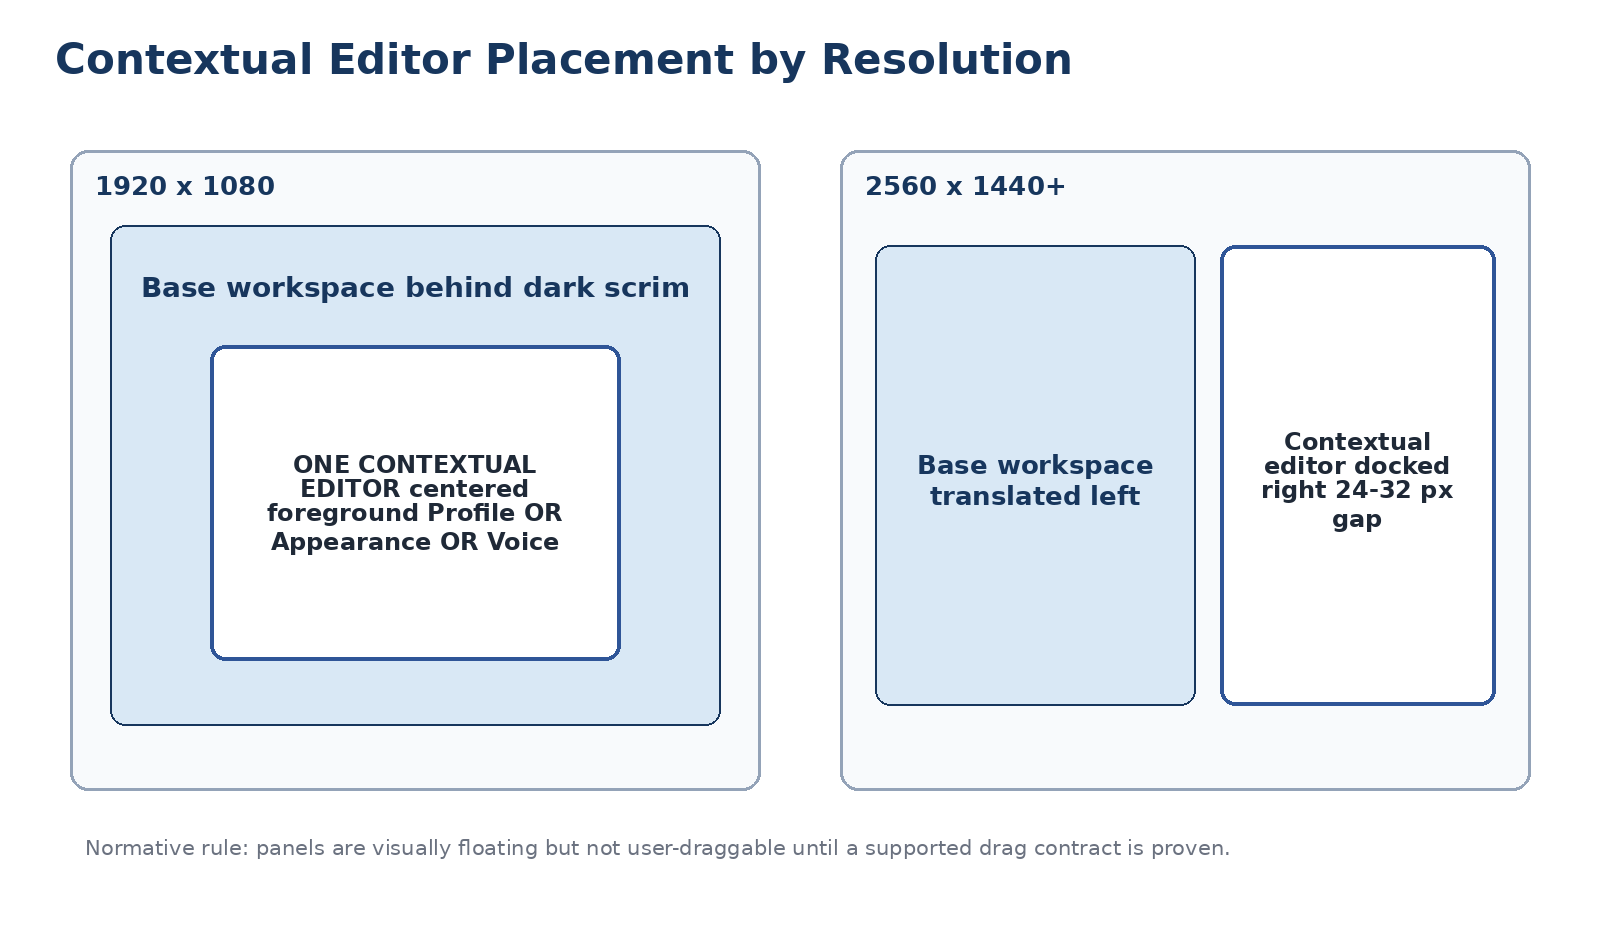 Contextual Editor Placement by Resolution
1920 x 1080
Base workspace behind dark scrim
ONE CONTEXTUAL
EDITOR centered
foreground Profile OR
Appearance OR Voice
2560 x 1440+
Base workspace
translated left
Contextual
editor docked
right 24-32 px
gap
Normative rule: panels are visually floating but not user-draggable until a supported drag contract is proven.